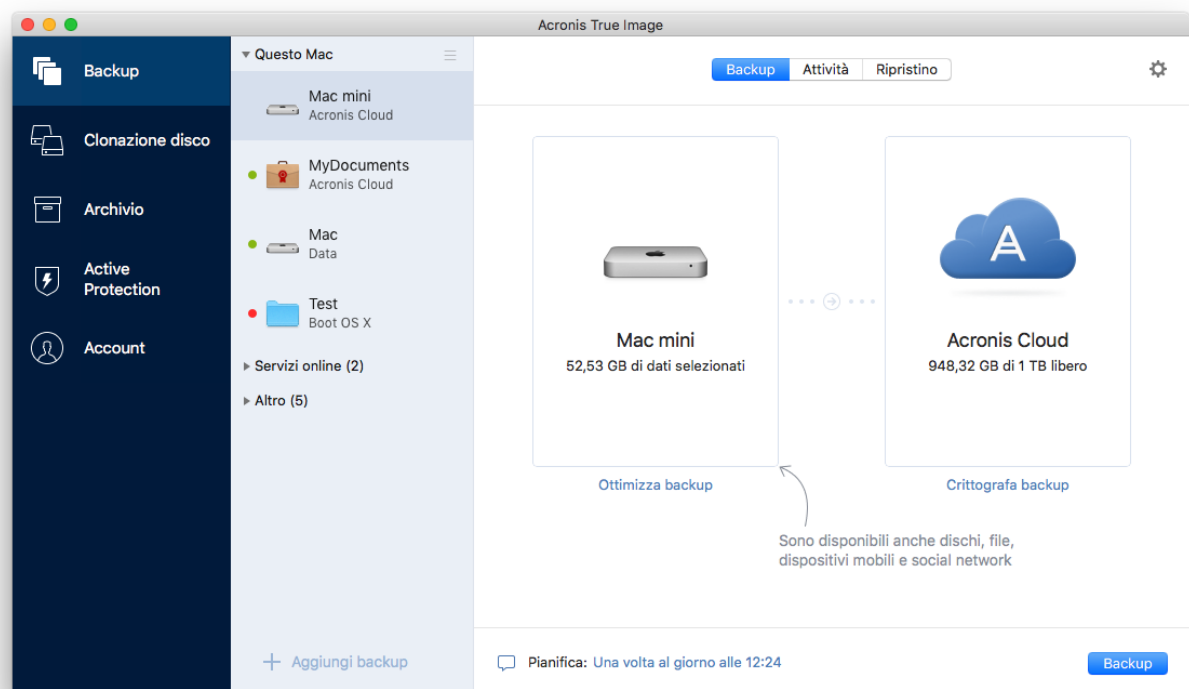 Acronis True Image
Backup
Clonazione disco
Archivio
Active
Protection
Account
Questo Mac
Mac mini
Acronis Cloud
MyDocuments
Acronis Cloud
Mac
Data
Test
Boot OS X
Servizi online (2)
Altro (5)
Aggiungi backup
Backup
Attività
Ripristino
Mac mini
52,53 GB di dati selezionati
Ottimizza backup
A
Acronis Cloud
948,32 GB di 1 TB libero
Crittografa backup
Sono disponibili anche dischi, file,
dispositivi mobili e social network
Pianifica: Una volta al giorno alle 12:24
Backup